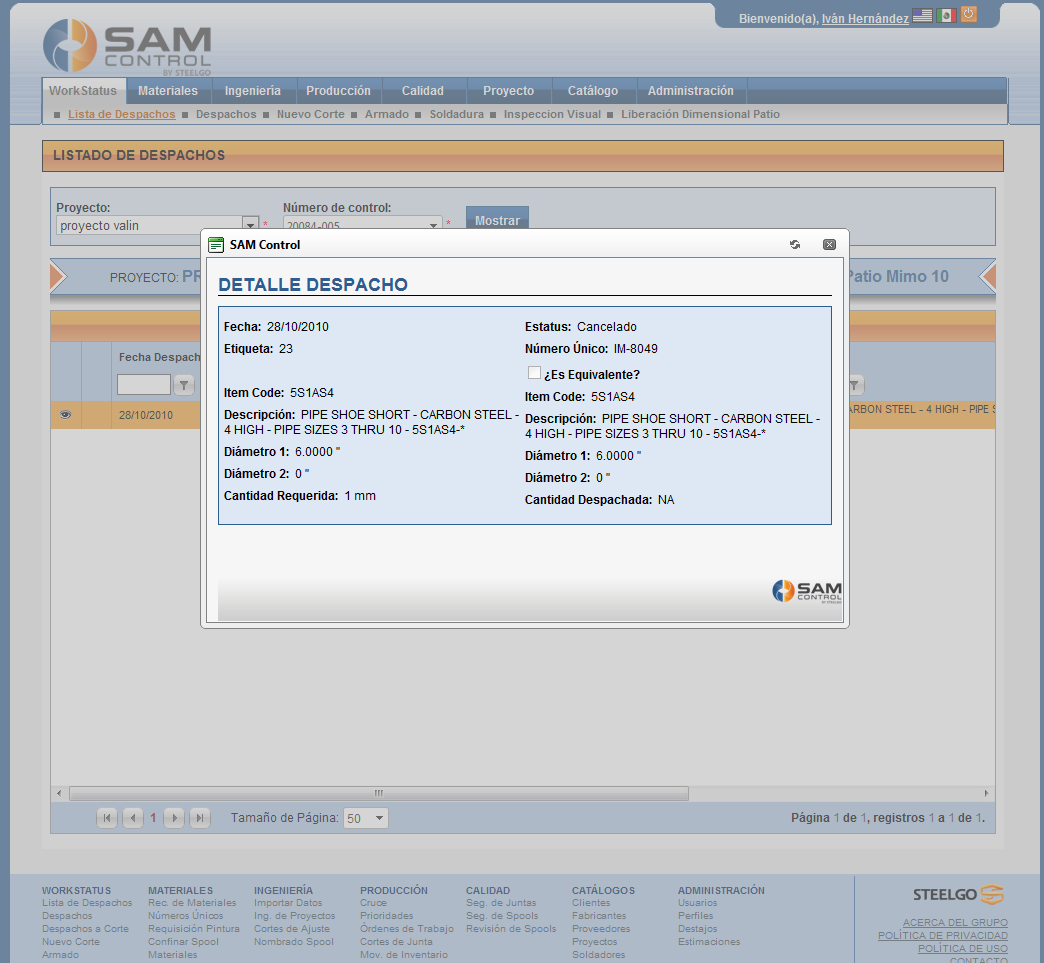 Bienvenido(a), Iván Hernández
SAM
CONTROL
BY STEELGO
WorkStatus Materiales Ingeniería Producción Calidad Proyecto Catálogo Administración
Lista de Despachos Despachos Nuevo Corte Armado Soldadura Inspeccion Visual Liberación Dimensional Patio
LISTADO DE DESPACHOS
Proyecto: Número de control:
proyecto valin * 20084-005 * Mostrar
SAM Control
PROYECTO: PR Patio Mimo 10
DETALLE DESPACHO
Fecha: 28/10/2010 Estatus: Cancelado
Etiqueta: 23 Número Único: IM-8049
¿Es Equivalente?
Item Code: 5S1AS4 Item Code: 5S1AS4
Descripción: PIPE SHOE SHORT - CARBON STEEL - Descripción: PIPE SHOE SHORT - CARBON STEEL -
4 HIGH - PIPE SIZES 3 THRU 10 - 5S1AS4-* 4 HIGH - PIPE SIZES 3 THRU 10 - 5S1AS4-*
Diámetro 1: 6.0000 " Diámetro 1: 6.0000 "
Diámetro 2: 0 " Diámetro 2: 0 "
Cantidad Requerida: 1 mm Cantidad Despachada: NA
SAM
CONTROL
BY STEELGO
Fecha Despach
28/10/2010 ARBON STEEL - 4 HIGH - PIPE S
1 Tamaño de Página: 50 Página 1 de 1, registros 1 a 1 de 1.
WORKSTATUS MATERIALES INGENIERÍA PRODUCCIÓN CALIDAD CATÁLOGOS ADMINISTRACIÓN
Lista de Despachos Rec. de Materiales Importar Datos Cruce Seg. de Juntas Clientes Usuarios
Despachos Números Únicos Ing. de Proyectos Prioridades Seg. de Spools Fabricantes Perfiles
Despachos a Corte Requisición Pintura Cortes de Ajuste Órdenes de Trabajo Revisión de Spools Proveedores Destajos
Nuevo Corte Confinar Spool Nombrado Spool Cortes de Junta Proyectos Estimaciones
Armado Materiales Mov. de Inventario Soldadores
STEELGO
ACERCA DEL GRUPO
POLÍTICA DE PRIVACIDAD
POLÍTICA DE USO
CONTACTO